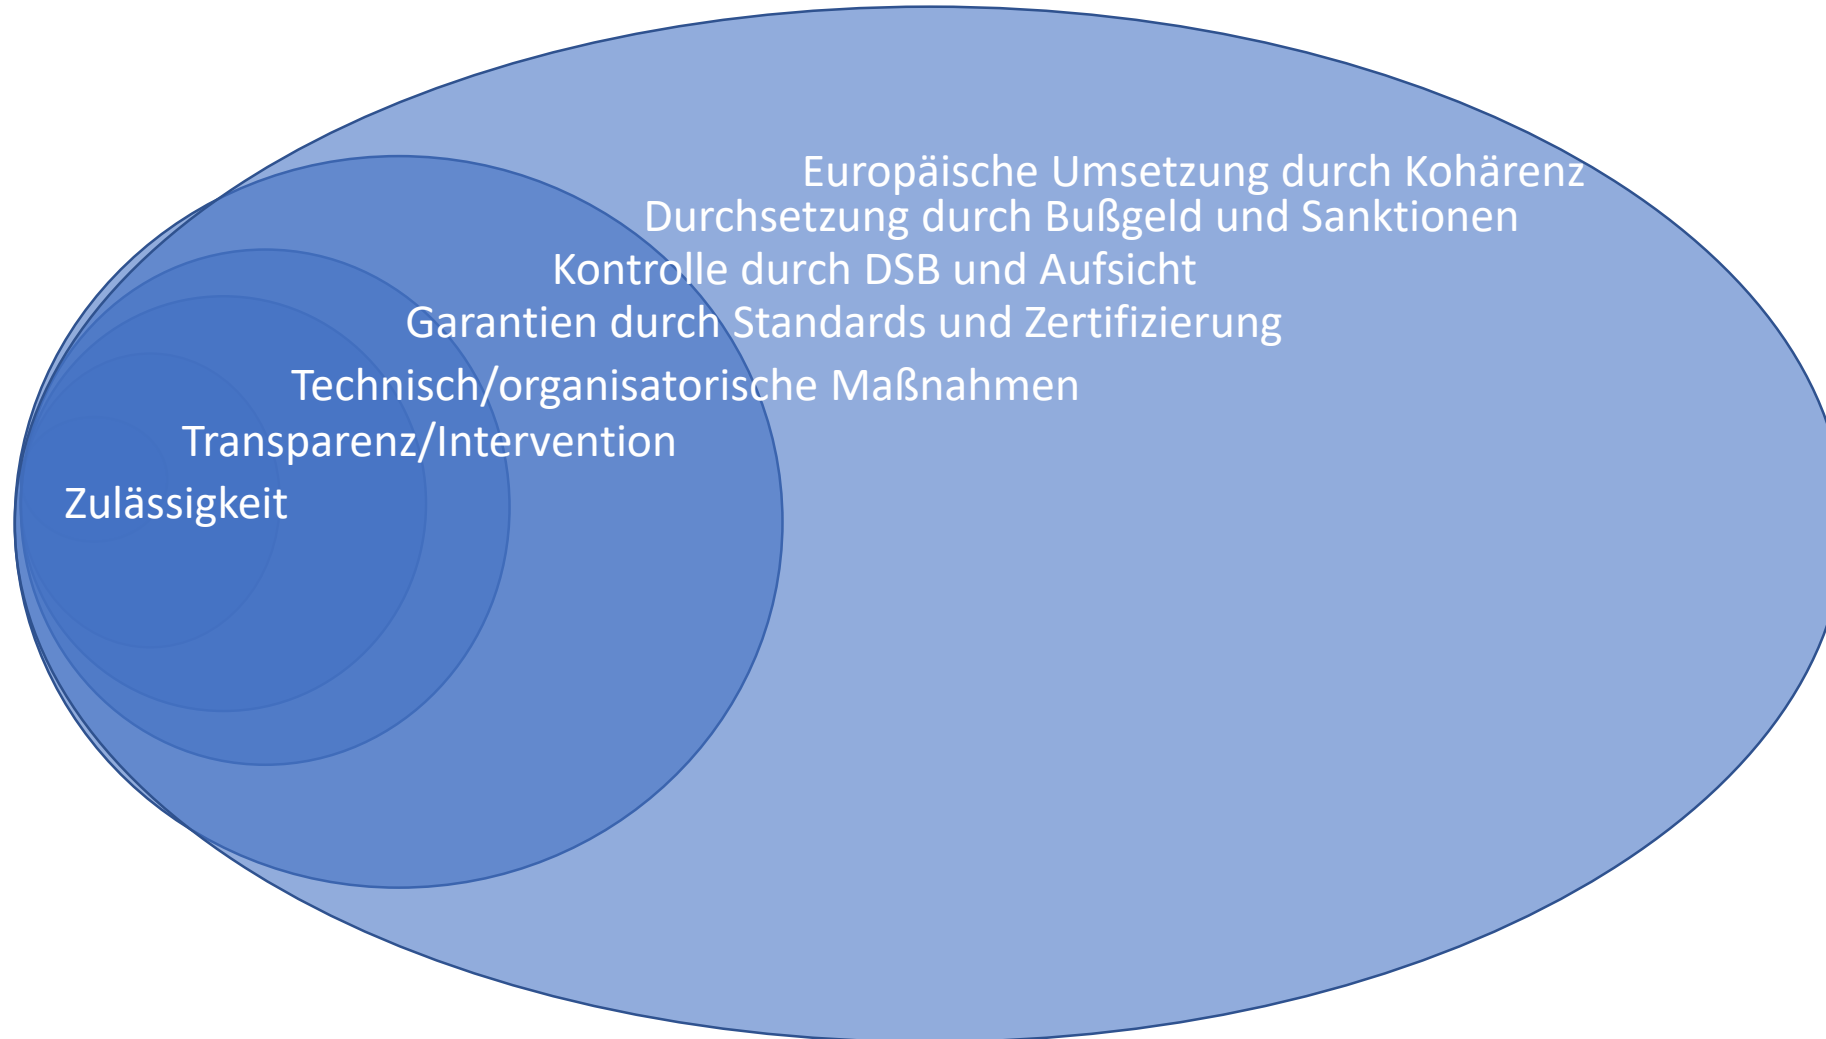 Europäische Umsetzung durch Kohärenz
Durchsetzung durch Bußgeld und Sanktionen
Kontrolle durch DSB und Aufsicht
Garantien durch Standards und Zertifizierung
Technisch/organisatorische Maßnahmen
Transparenz/Intervention
Zulässigkeit